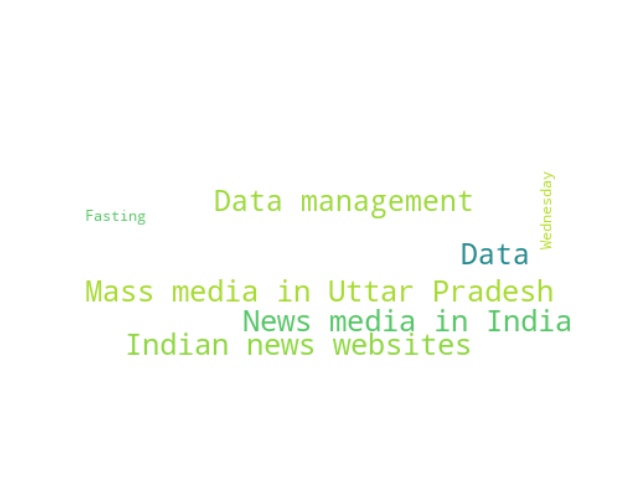 Data management
Fasting
Wednesday
Data
Mass media in Uttar Pradesh
News media in India
Indian news websites